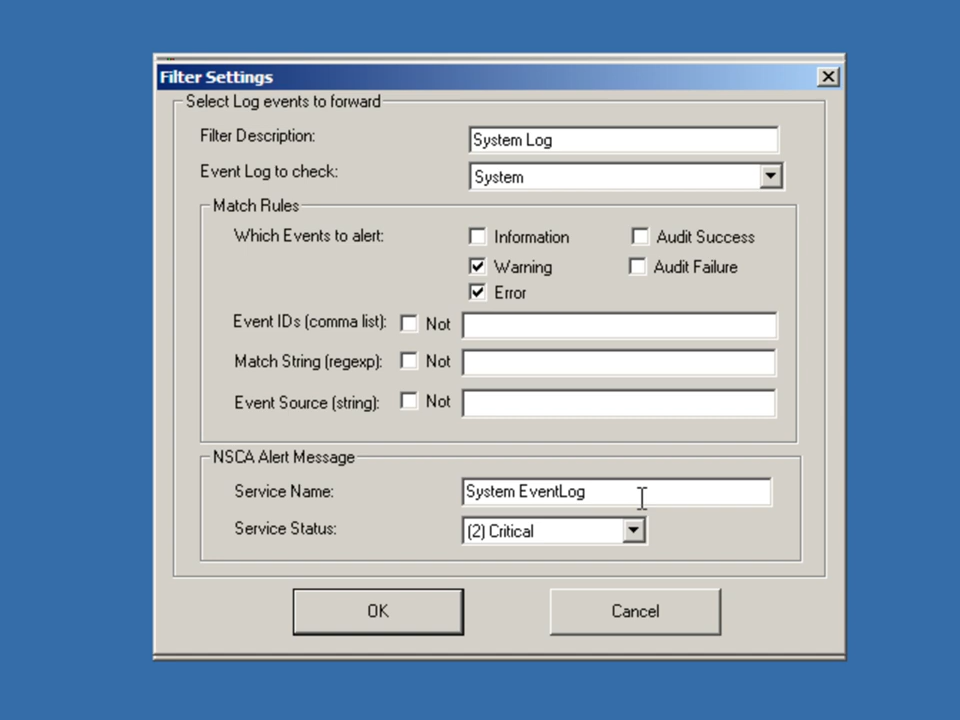 Filter Settings
Select Log events to forward
Filter Description: System Log
Event Log to check: System
Match Rules
Which Events to alert: Information Audit Success
Warning Audit Failure
Error
Event IDs (comma list): Not
Match String (regexp): Not
Event Source (string): Not
NSCA Alert Message
Service Name: System EventLog
Service Status: (2) Critical
OK Cancel